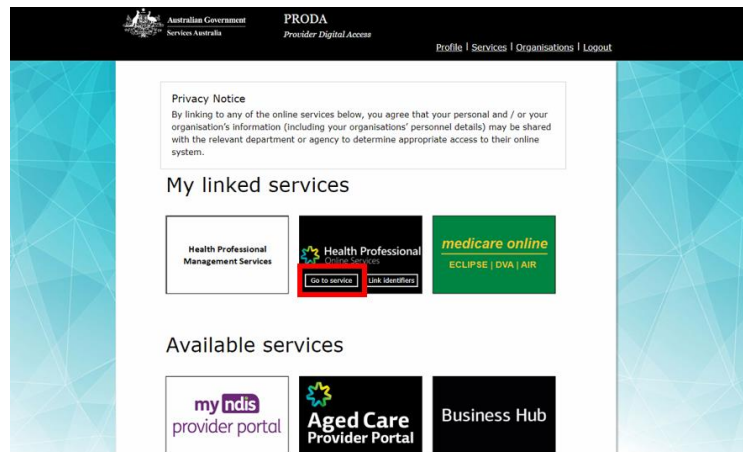 Australian Government
Services Australia
PRODA
Provider Digital Access
Profile | Services | Organisations | Logout
Privacy Notice
By linking to any of the online services below, you agree that your personal and / or your
organisation's information (including your organisations' personnel details) may be shared
with the relevant department or agency to determine appropriate access to their online
system.
My linked services
Health Professional
Management Services
Health Professional
Online Services
Go to service
Link identifiers
medicare online
ECLIPSE | DVA | AIR
Available services
my ndis
provider portal
Aged Care
Provider Portal
Business Hub